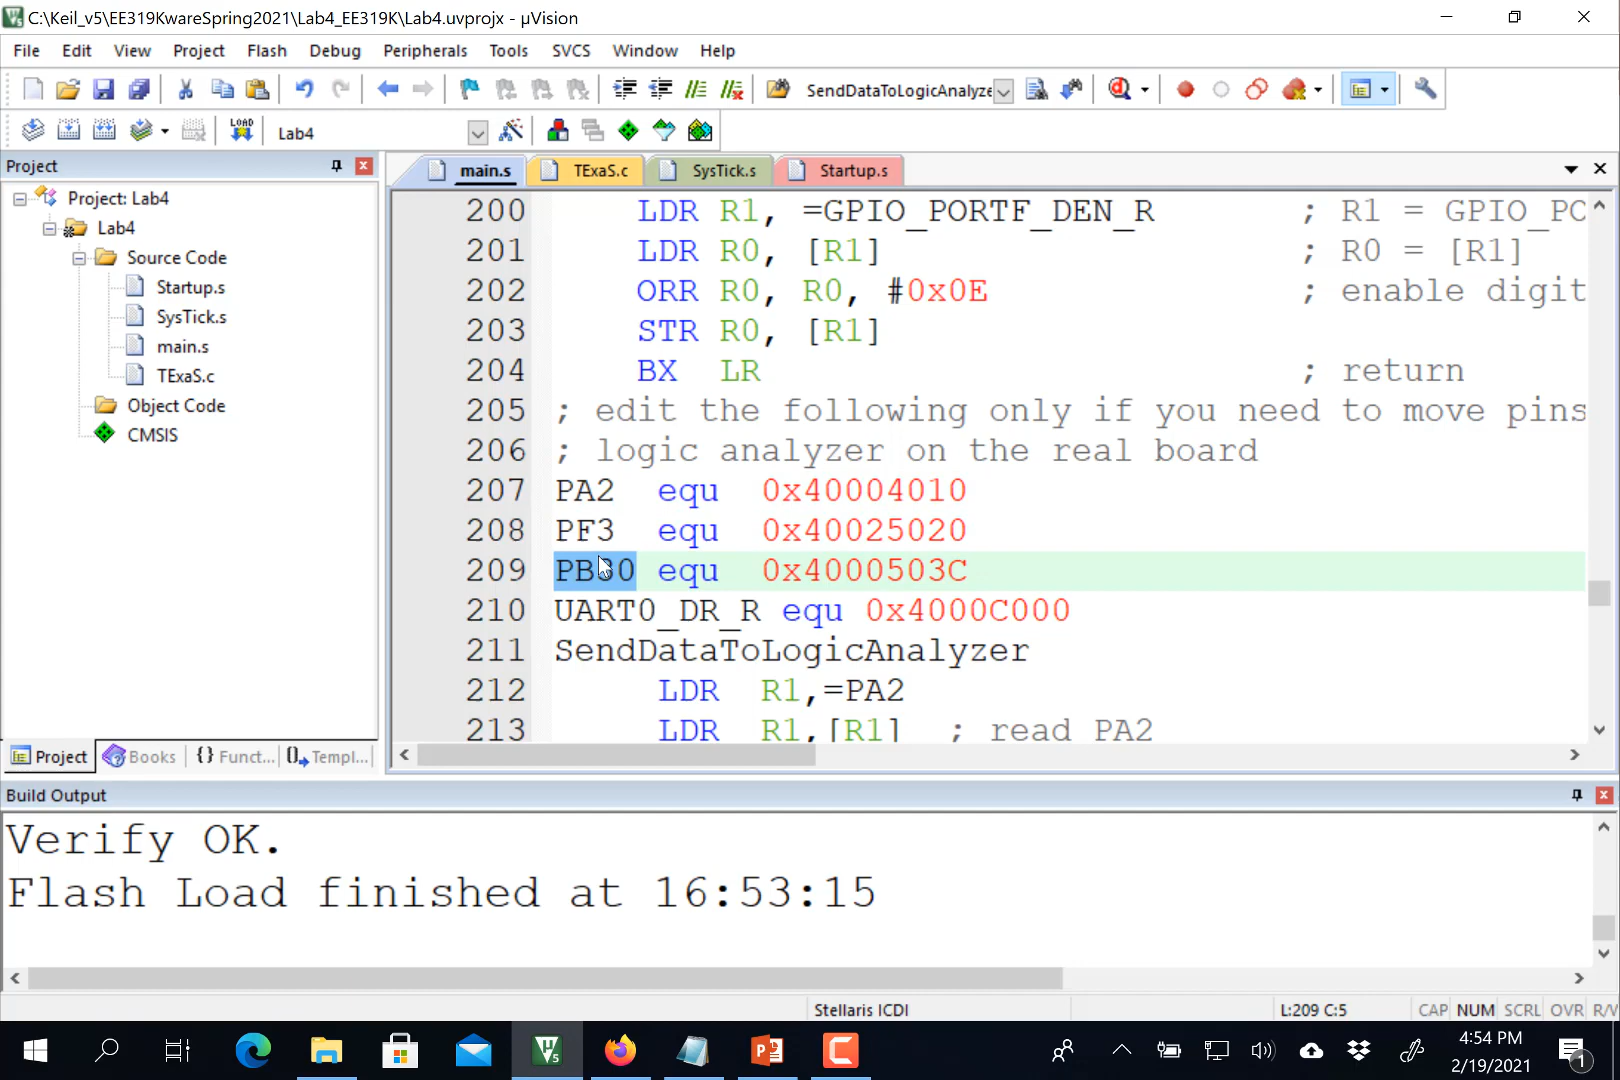 C:\Keil_v5\EE319KwareSpring2021\Lab4_EE319K\Lab4.uvprojx - µVision
File Edit View Project Flash Debug Peripherals Tools SVCS Window Help
SendDataToLogicAnalyze
LOAD Lab4
Project
main.s TExaS.c SysTick.s Startup.s
Project: Lab4
Lab4
Source Code
Startup.s
SysTick.s
main.s
TExaS.c
Object Code
CMSIS
200 LDR R1, =GPIO_PORTF_DEN_R ; R1 = GPIO_PO
201 LDR R0, [R1] ; R0 = [R1]
202 ORR R0, R0, #0x0E ; enable digit
203 STR R0, [R1]
204 BX LR ; return
205 ; edit the following only if you need to move pins
206 ; logic analyzer on the real board
207 PA2 equ 0x40004010
208 PF3 equ 0x40025020
209 PB30 equ 0x4000503C
210 UART0_DR_R equ 0x4000C000
211 SendDataToLogicAnalyzer
212 LDR R1,=PA2
213 LDR R1,[R1] ; read PA2
Project Books {} Funct... Templ...
Build Output
Verify OK.
Flash Load finished at 16:53:15
Stellaris ICDI L:209 C:5 CAP NUM SCRL OVR R/W
4:54 PM
2/19/2021
1